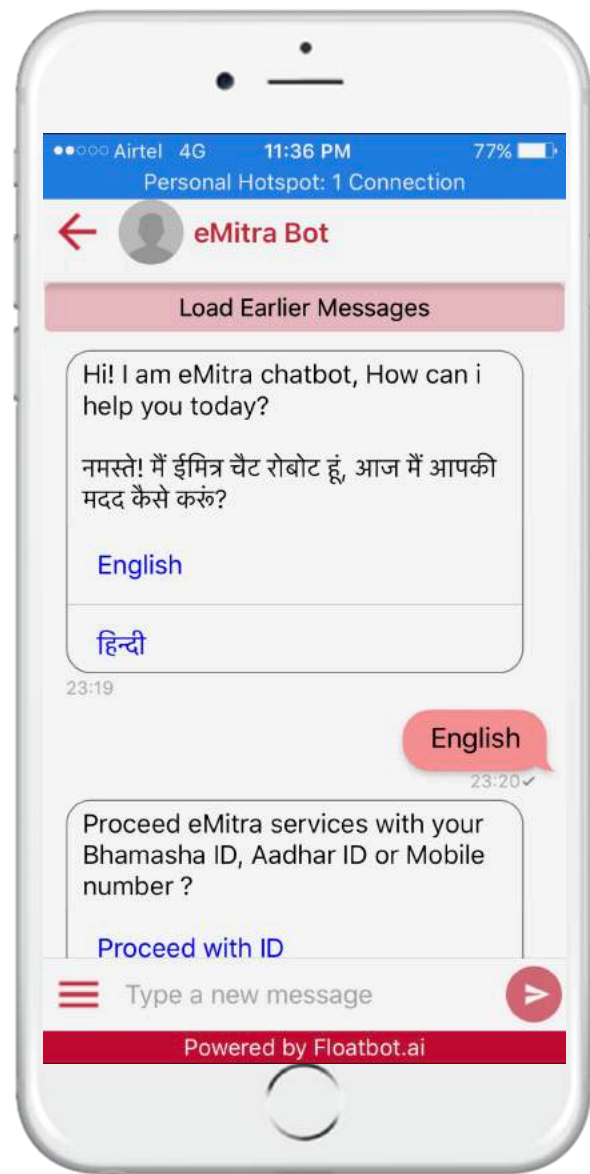 Airtel 4G 11:36 PM 77%
Personal Hotspot: 1 Connection
eMitra Bot
Load Earlier Messages
Hi! I am eMitra chatbot, How can i
help you today?
नमस्ते! मैं ईमित्र चैट रोबोट हूं, आज मैं आपकी
मदद कैसे करूं?
English
हिन्दी
23:19
English
23:20
Proceed eMitra services with your
Bhamasha ID, Aadhar ID or Mobile
number ?
Proceed with ID
Type a new message
Powered by Floatbot.ai